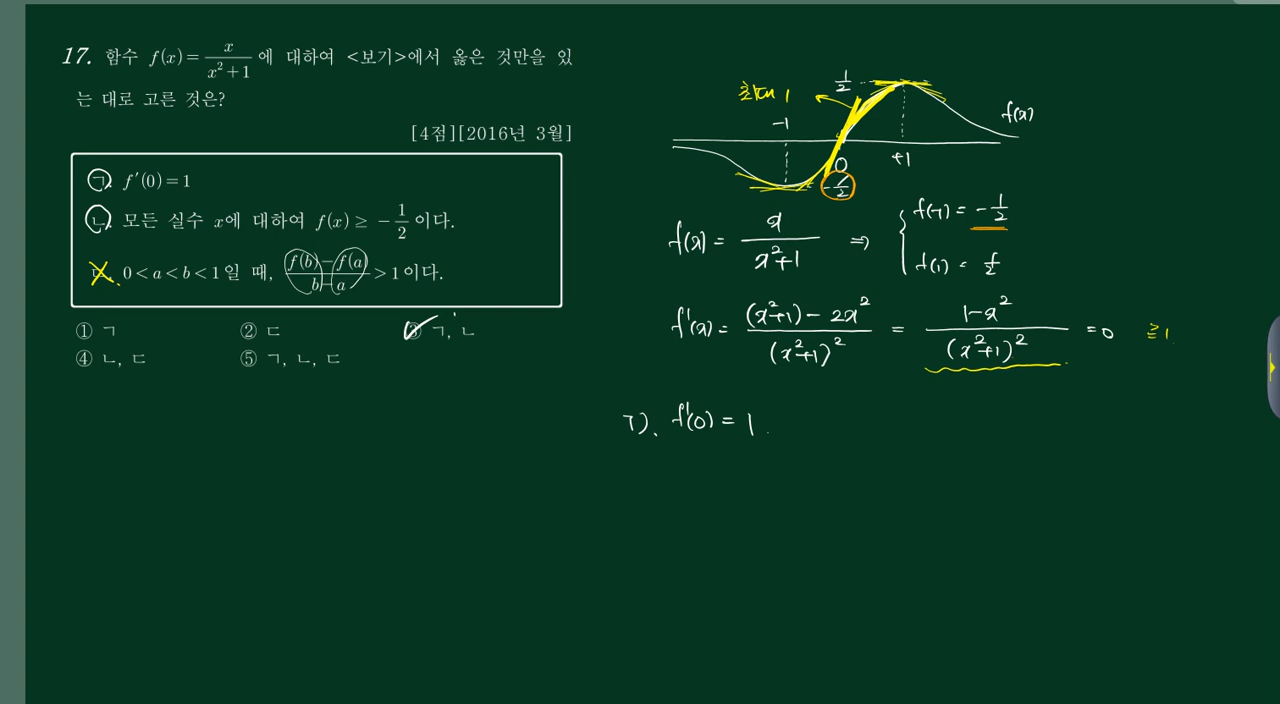 17. 함수 f(x)=x/(x²+1)에 대하여 <보기>에서 옳은 것만을 있
는 대로 고른 것은?
[4점][2016년 3월]
ㄱ. f′(0)=1
ㄴ. 모든 실수 x에 대하여 f(x)≥-1/2이다.
ㄷ. 0<a<b<1일 때, (f(b)-f(a))/(b-a)>1이다.
① ㄱ ② ㄷ ③ ㄱ, ㄴ
④ ㄴ, ㄷ ⑤ ㄱ, ㄴ, ㄷ
1/2
최대 1
-1
f(x)
0
+1
-1/2
f(x) = x/(x²+1) ⇒ { f(-1) = -1/2
f(1) = 1/2
f'(x) = ((x²+1) - 2x²)/(x²+1)² = (1-x²)/(x²+1)² = 0
≥1.
ㄱ). f'(0) = 1.